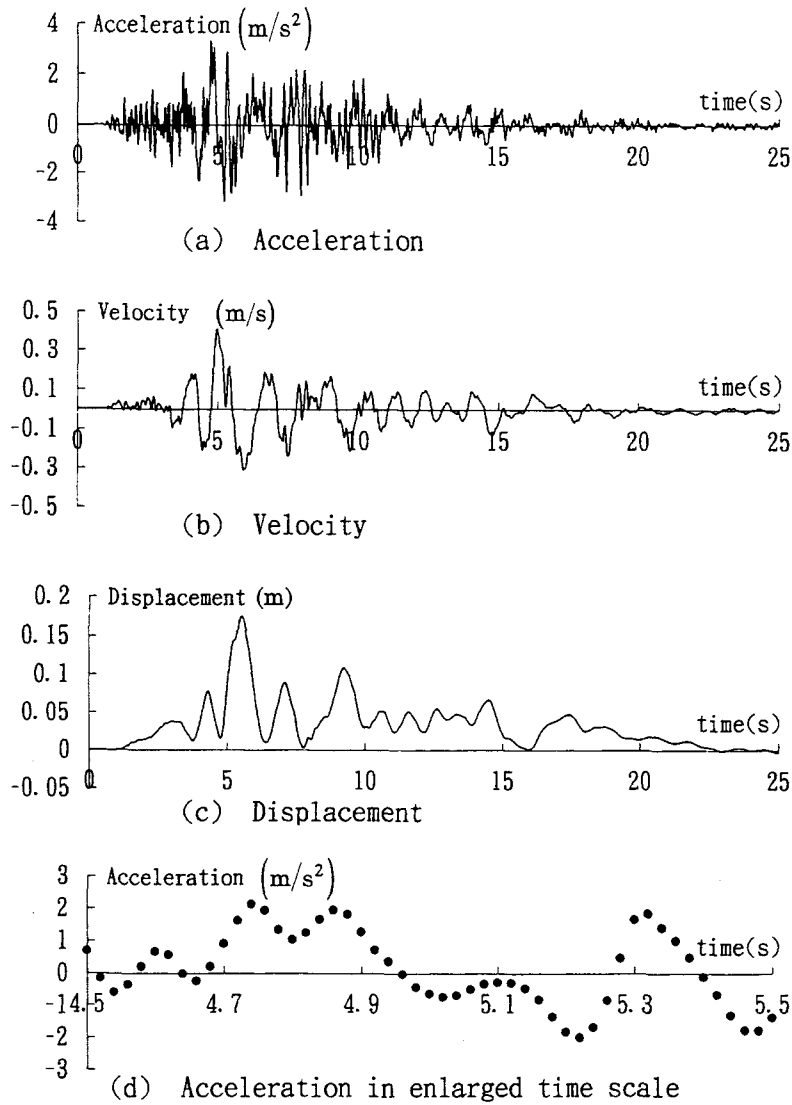 4
Acceleration (m/s²)
2
0
-2
-4
time(s)
0 5 10 15 20 25
(a) Acceleration
0.5
Velocity (m/s)
0.3
0.1
-0.1
-0.3
-0.5
time(s)
0 5 10 15 20 25
(b) Velocity
0.2
Displacement (m)
0.15
0.1
0.05
0
-0.05
time(s)
0 5 10 15 20 25
(c) Displacement
3
Acceleration (m/s²)
2
1
0
-1
-2
-3
time(s)
4.5 4.7 4.9 5.1 5.3 5.5
(d) Acceleration in enlarged time scale